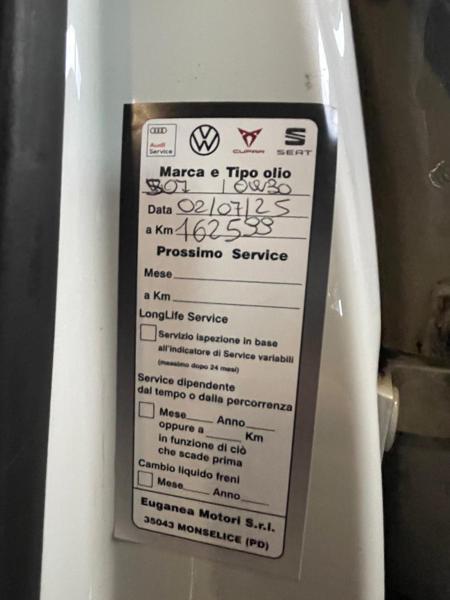 Audi
Service
CUPRA
SEAT
Marca e Tipo olio
507 / 0W30
Data 02/07/25
a Km 162599
Prossimo Service
Mese
a Km
LongLife Service
Servizio ispezione in base
all'indicatore di Service variabili
(massimo dopo 24 mesi)
Service dipendente
dal tempo o dalla percorrenza
Mese Anno
oppure a Km
in funzione di ciò
che scade prima
Cambio liquido freni
Mese Anno
Euganea Motori S.r.l.
35043 MONSELICE (PD)